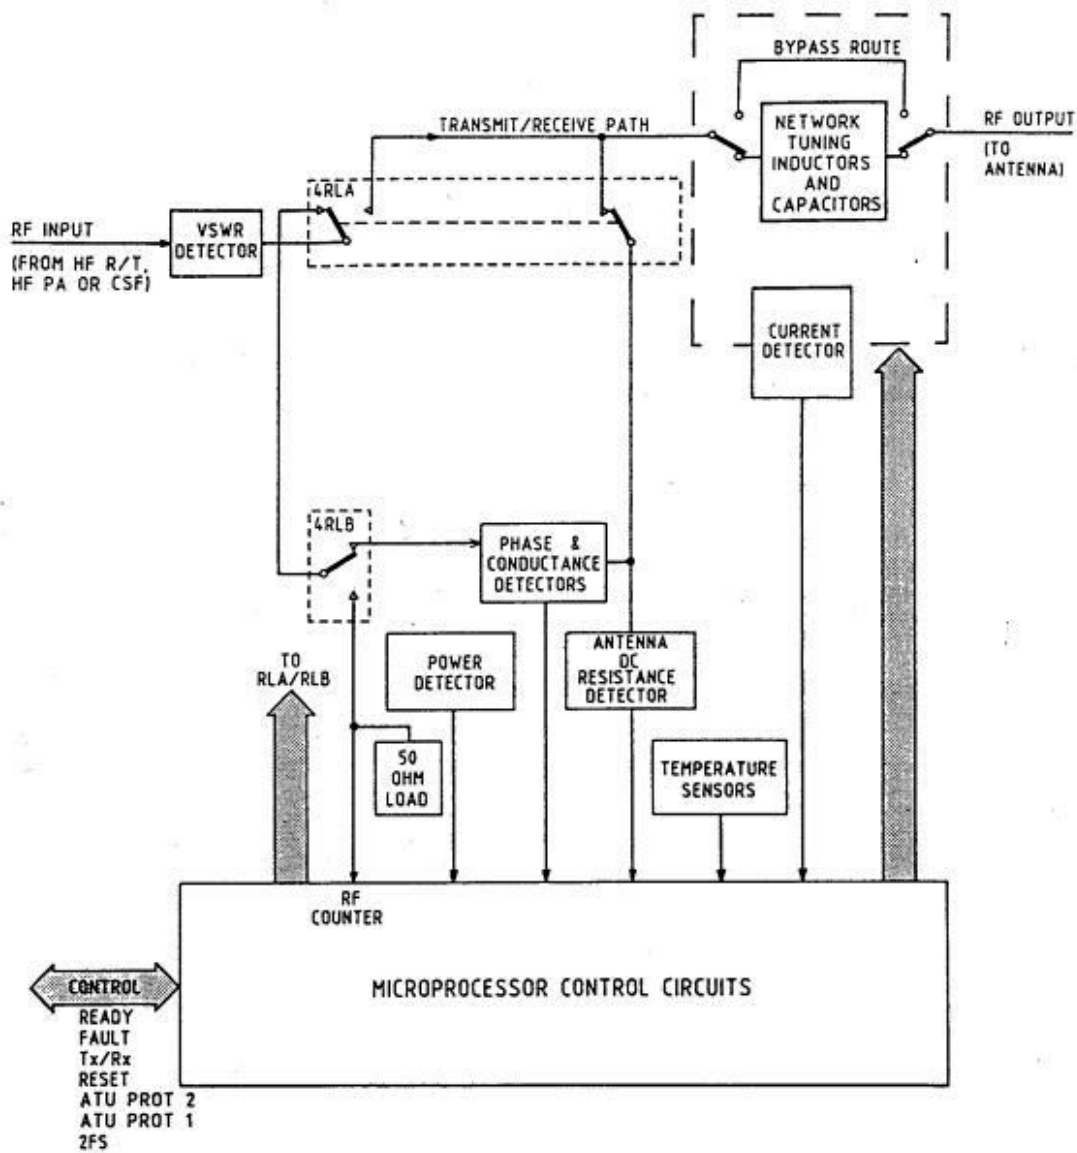 BYPASS ROUTE
TRANSMIT/RECEIVE PATH
NETWORK
TUNING
INDUCTORS
AND
CAPACITORS
RF OUTPUT
(TO
ANTENNA)
4RLA
RF INPUT
(FROM HF R/T,
HF PA OR CSF)
VSWR
DETECTOR
CURRENT
DETECTOR
4RLB
PHASE &
CONDUCTANCE
DETECTORS
TO
RLA/RLB
POWER
DETECTOR
ANTENNA
DC
RESISTANCE
DETECTOR
50
OHM
LOAD
TEMPERATURE
SENSORS
RF
COUNTER
MICROPROCESSOR CONTROL CIRCUITS
CONTROL
READY
FAULT
Tx/Rx
RESET
ATU PROT 2
ATU PROT 1
2FS